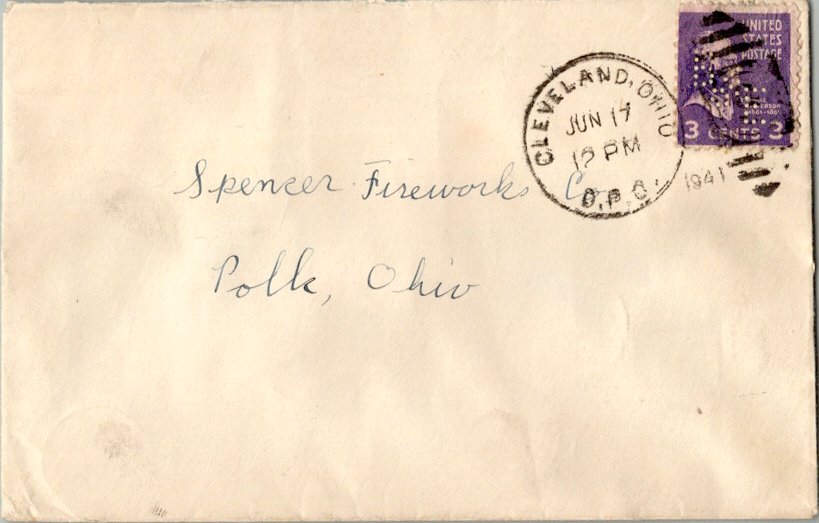 UNITED
STATES
POSTAGE
3 CENTS 3
CLEVELAND, OHIO
JUN 17
12 PM
1941
O.P.O.
Spencer Fireworks Co.
Polk, Ohio